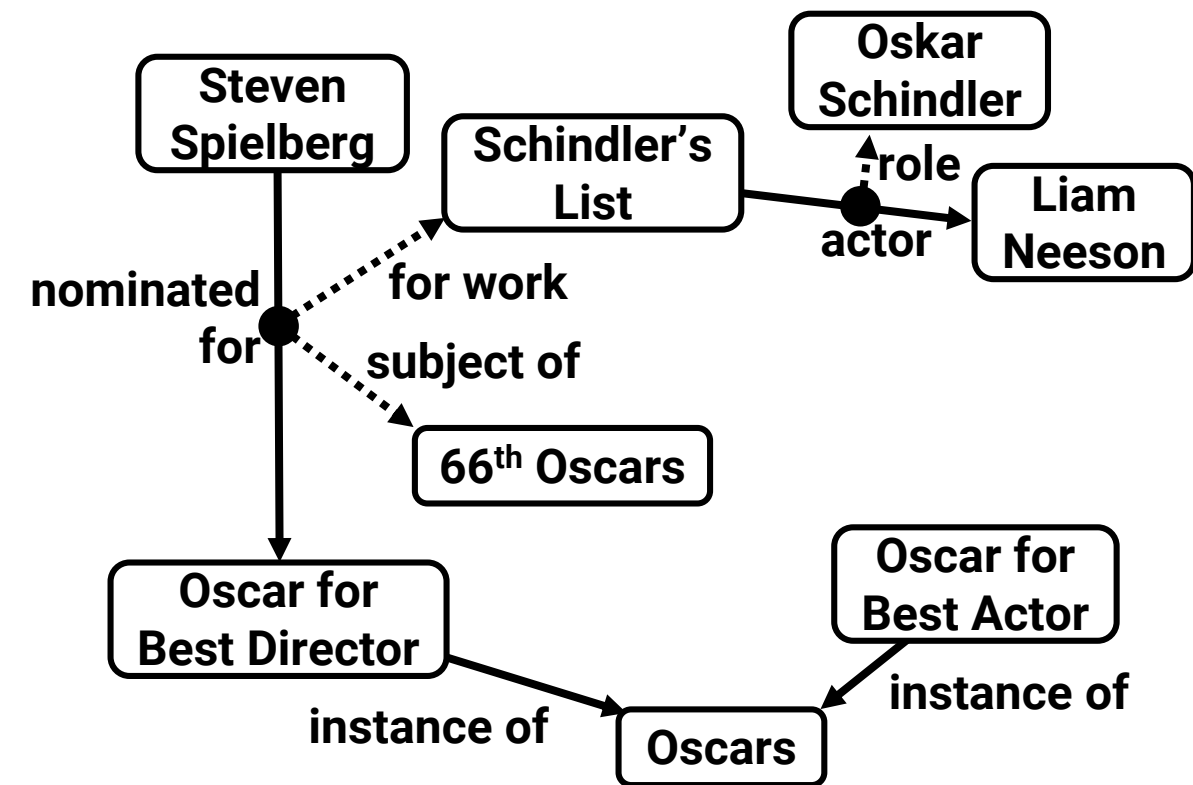 Steven
Spielberg
Oskar
Schindler
Schindler’s
List
role
Liam
Neeson
actor
nominated
for
for work
subject of
66th Oscars
Oscar for
Best Director
Oscar for
Best Actor
instance of
instance of
Oscars